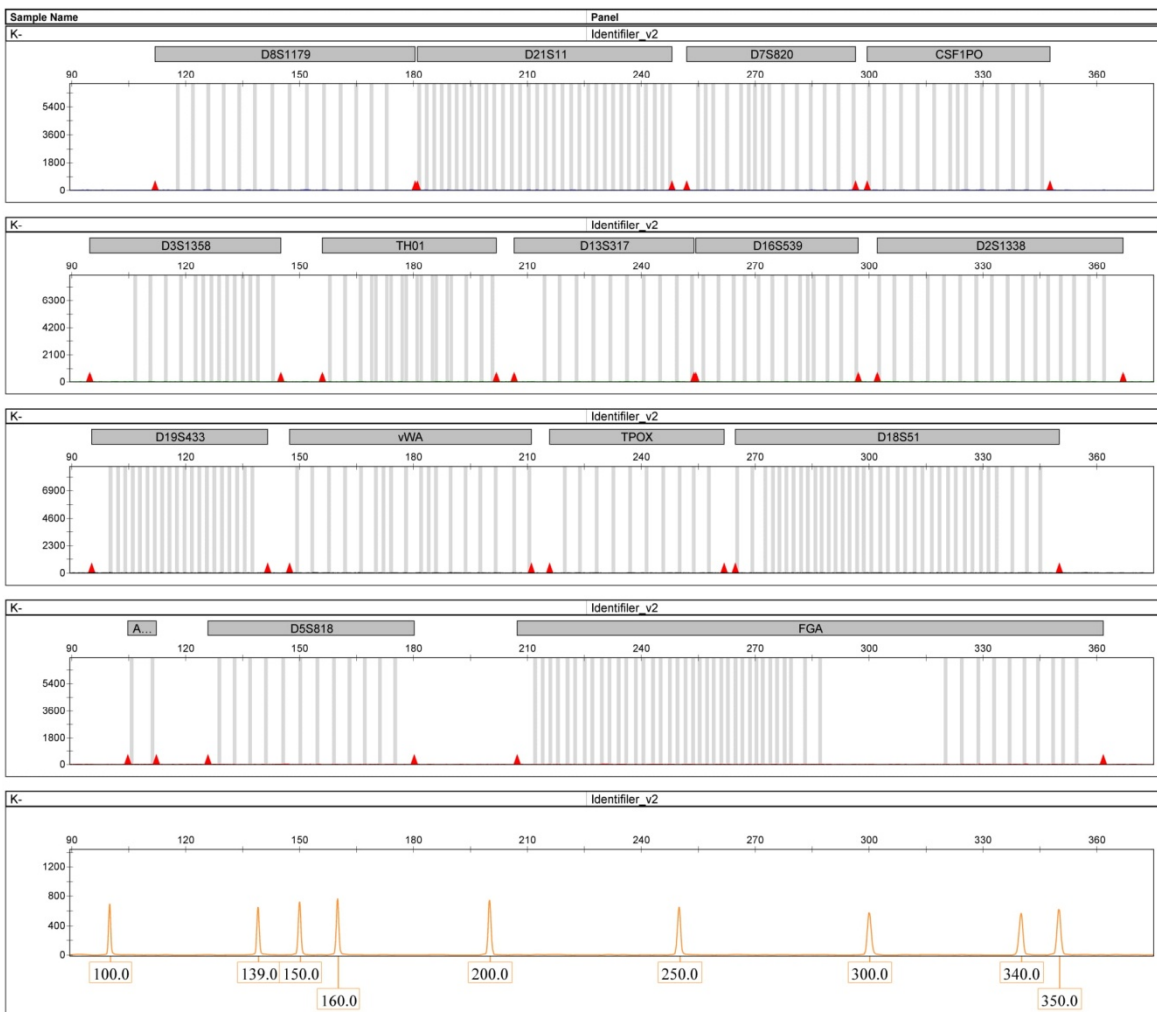 Sample Name Panel
K- Identifiler_v2
D8S1179 D21S11 D7S820 CSF1PO
90 120 150 180 210 240 270 300 330 360
5400
3600
1800
0
K- Identifiler_v2
D3S1358 TH01 D13S317 D16S539 D2S1338
90 120 150 180 210 240 270 300 330 360
6300
4200
2100
0
K- Identifiler_v2
D19S433 vWA TPOX D18S51
90 120 150 180 210 240 270 300 330 360
6900
4600
2300
0
K- Identifiler_v2
A... D5S818 FGA
90 120 150 180 210 240 270 300 330 360
5400
3600
1800
0
K- Identifiler_v2
90 120 150 180 210 240 270 300 330 360
1200
800
400
0
100.0 139.0 150.0 200.0 250.0 300.0 340.0
160.0 350.0